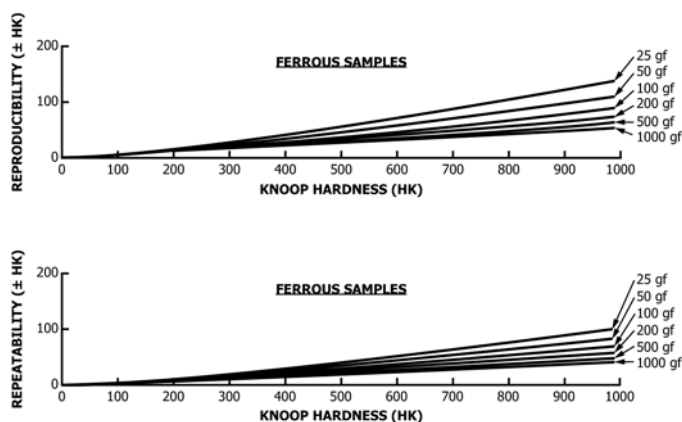 REPRODUCIBILITY (± HK)
200
100
0
FERROUS SAMPLES
25 gf
50 gf
100 gf
200 gf
500 gf
1000 gf
0 100 200 300 400 500 600 700 800 900 1000
KNOOP HARDNESS (HK)
REPEATABILITY (± HK)
200
100
0
FERROUS SAMPLES
25 gf
50 gf
100 gf
200 gf
500 gf
1000 gf
0 100 200 300 400 500 600 700 800 900 1000
KNOOP HARDNESS (HK)